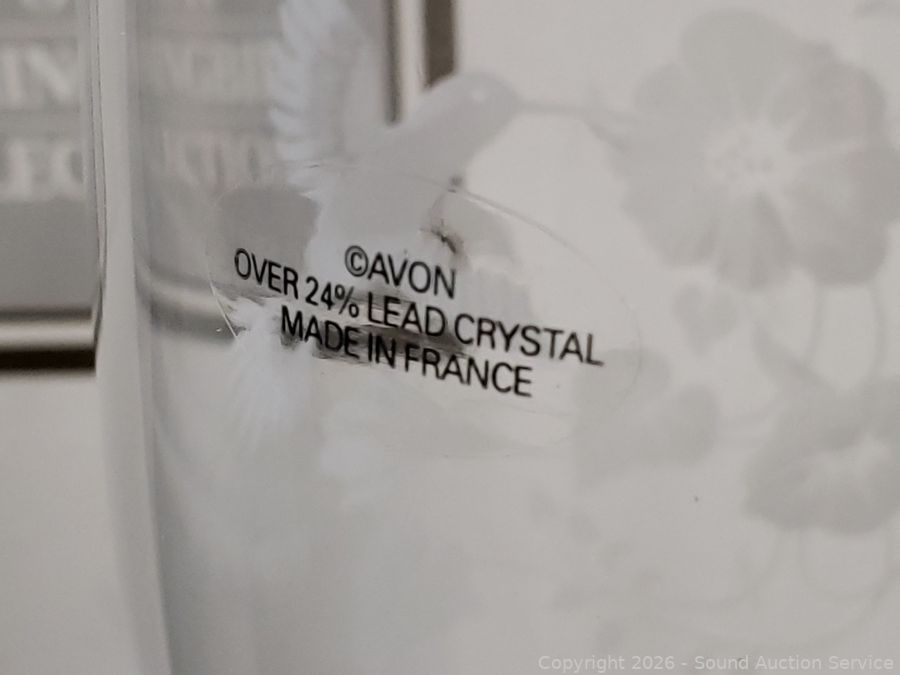 ©AVON
OVER 24% LEAD CRYSTAL
MADE IN FRANCE
Copyright 2026 - Sound Auction Service